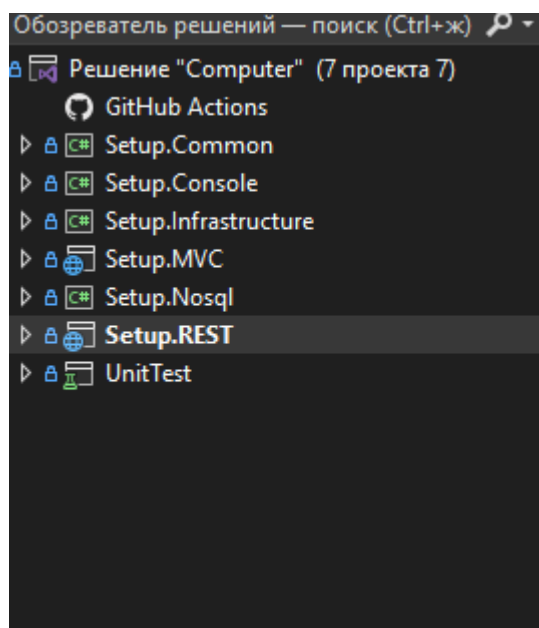 Обозреватель решений — поиск (Ctrl+ж)
Решение "Computer" (7 проекта 7)
GitHub Actions
C# Setup.Common
C# Setup.Console
C# Setup.Infrastructure
Setup.MVC
C# Setup.Nosql
Setup.REST
UnitTest